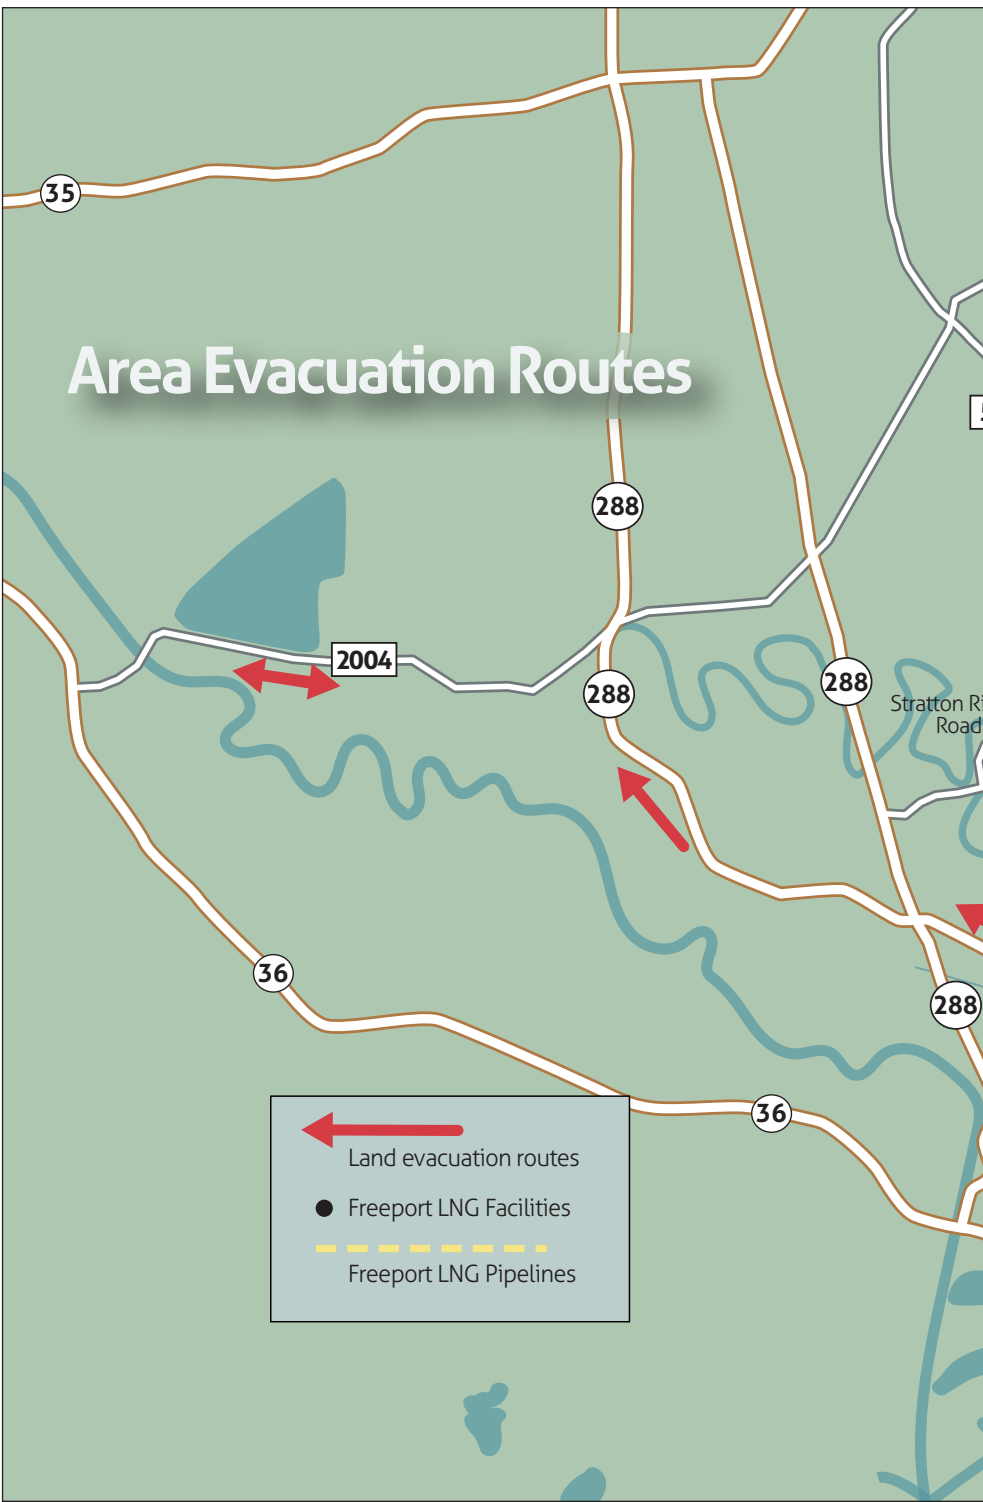 35
Area Evacuation Routes
288
2004
288
288
Stratton
Road
36
288
36
Land evacuation routes
Freeport LNG Facilities
Freeport LNG Pipelines